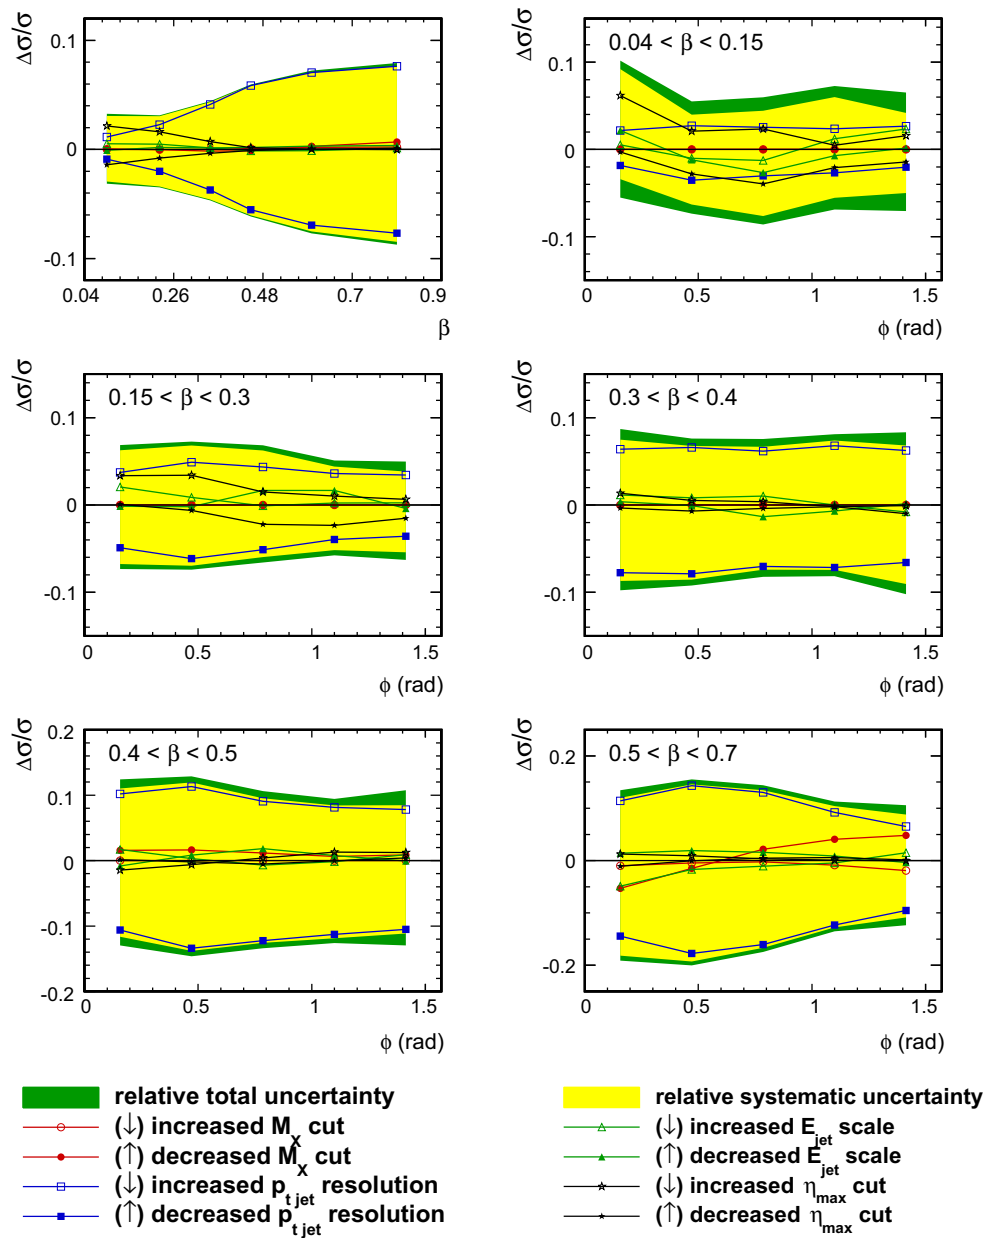 Δσ/σ
0.1
0
-0.1
0.04 0.26 0.48 0.7 0.9
β
Δσ/σ
0.04 < β < 0.15
0.1
0
-0.1
0 0.5 1 1.5
ϕ (rad)
Δσ/σ
0.15 < β < 0.3
0.1
0
-0.1
0 0.5 1 1.5
ϕ (rad)
Δσ/σ
0.3 < β < 0.4
0.1
0
-0.1
0 0.5 1 1.5
ϕ (rad)
Δσ/σ
0.4 < β < 0.5
0.2
0.1
0
-0.1
-0.2
0 0.5 1 1.5
ϕ (rad)
Δσ/σ
0.5 < β < 0.7
0.2
0
-0.2
0 0.5 1 1.5
ϕ (rad)
relative total uncertainty
(↓) increased M_X cut
(↑) decreased M_X cut
(↓) increased p_t jet resolution
(↑) decreased p_t jet resolution
relative systematic uncertainty
(↓) increased E_jet scale
(↑) decreased E_jet scale
(↓) increased η_max cut
(↑) decreased η_max cut